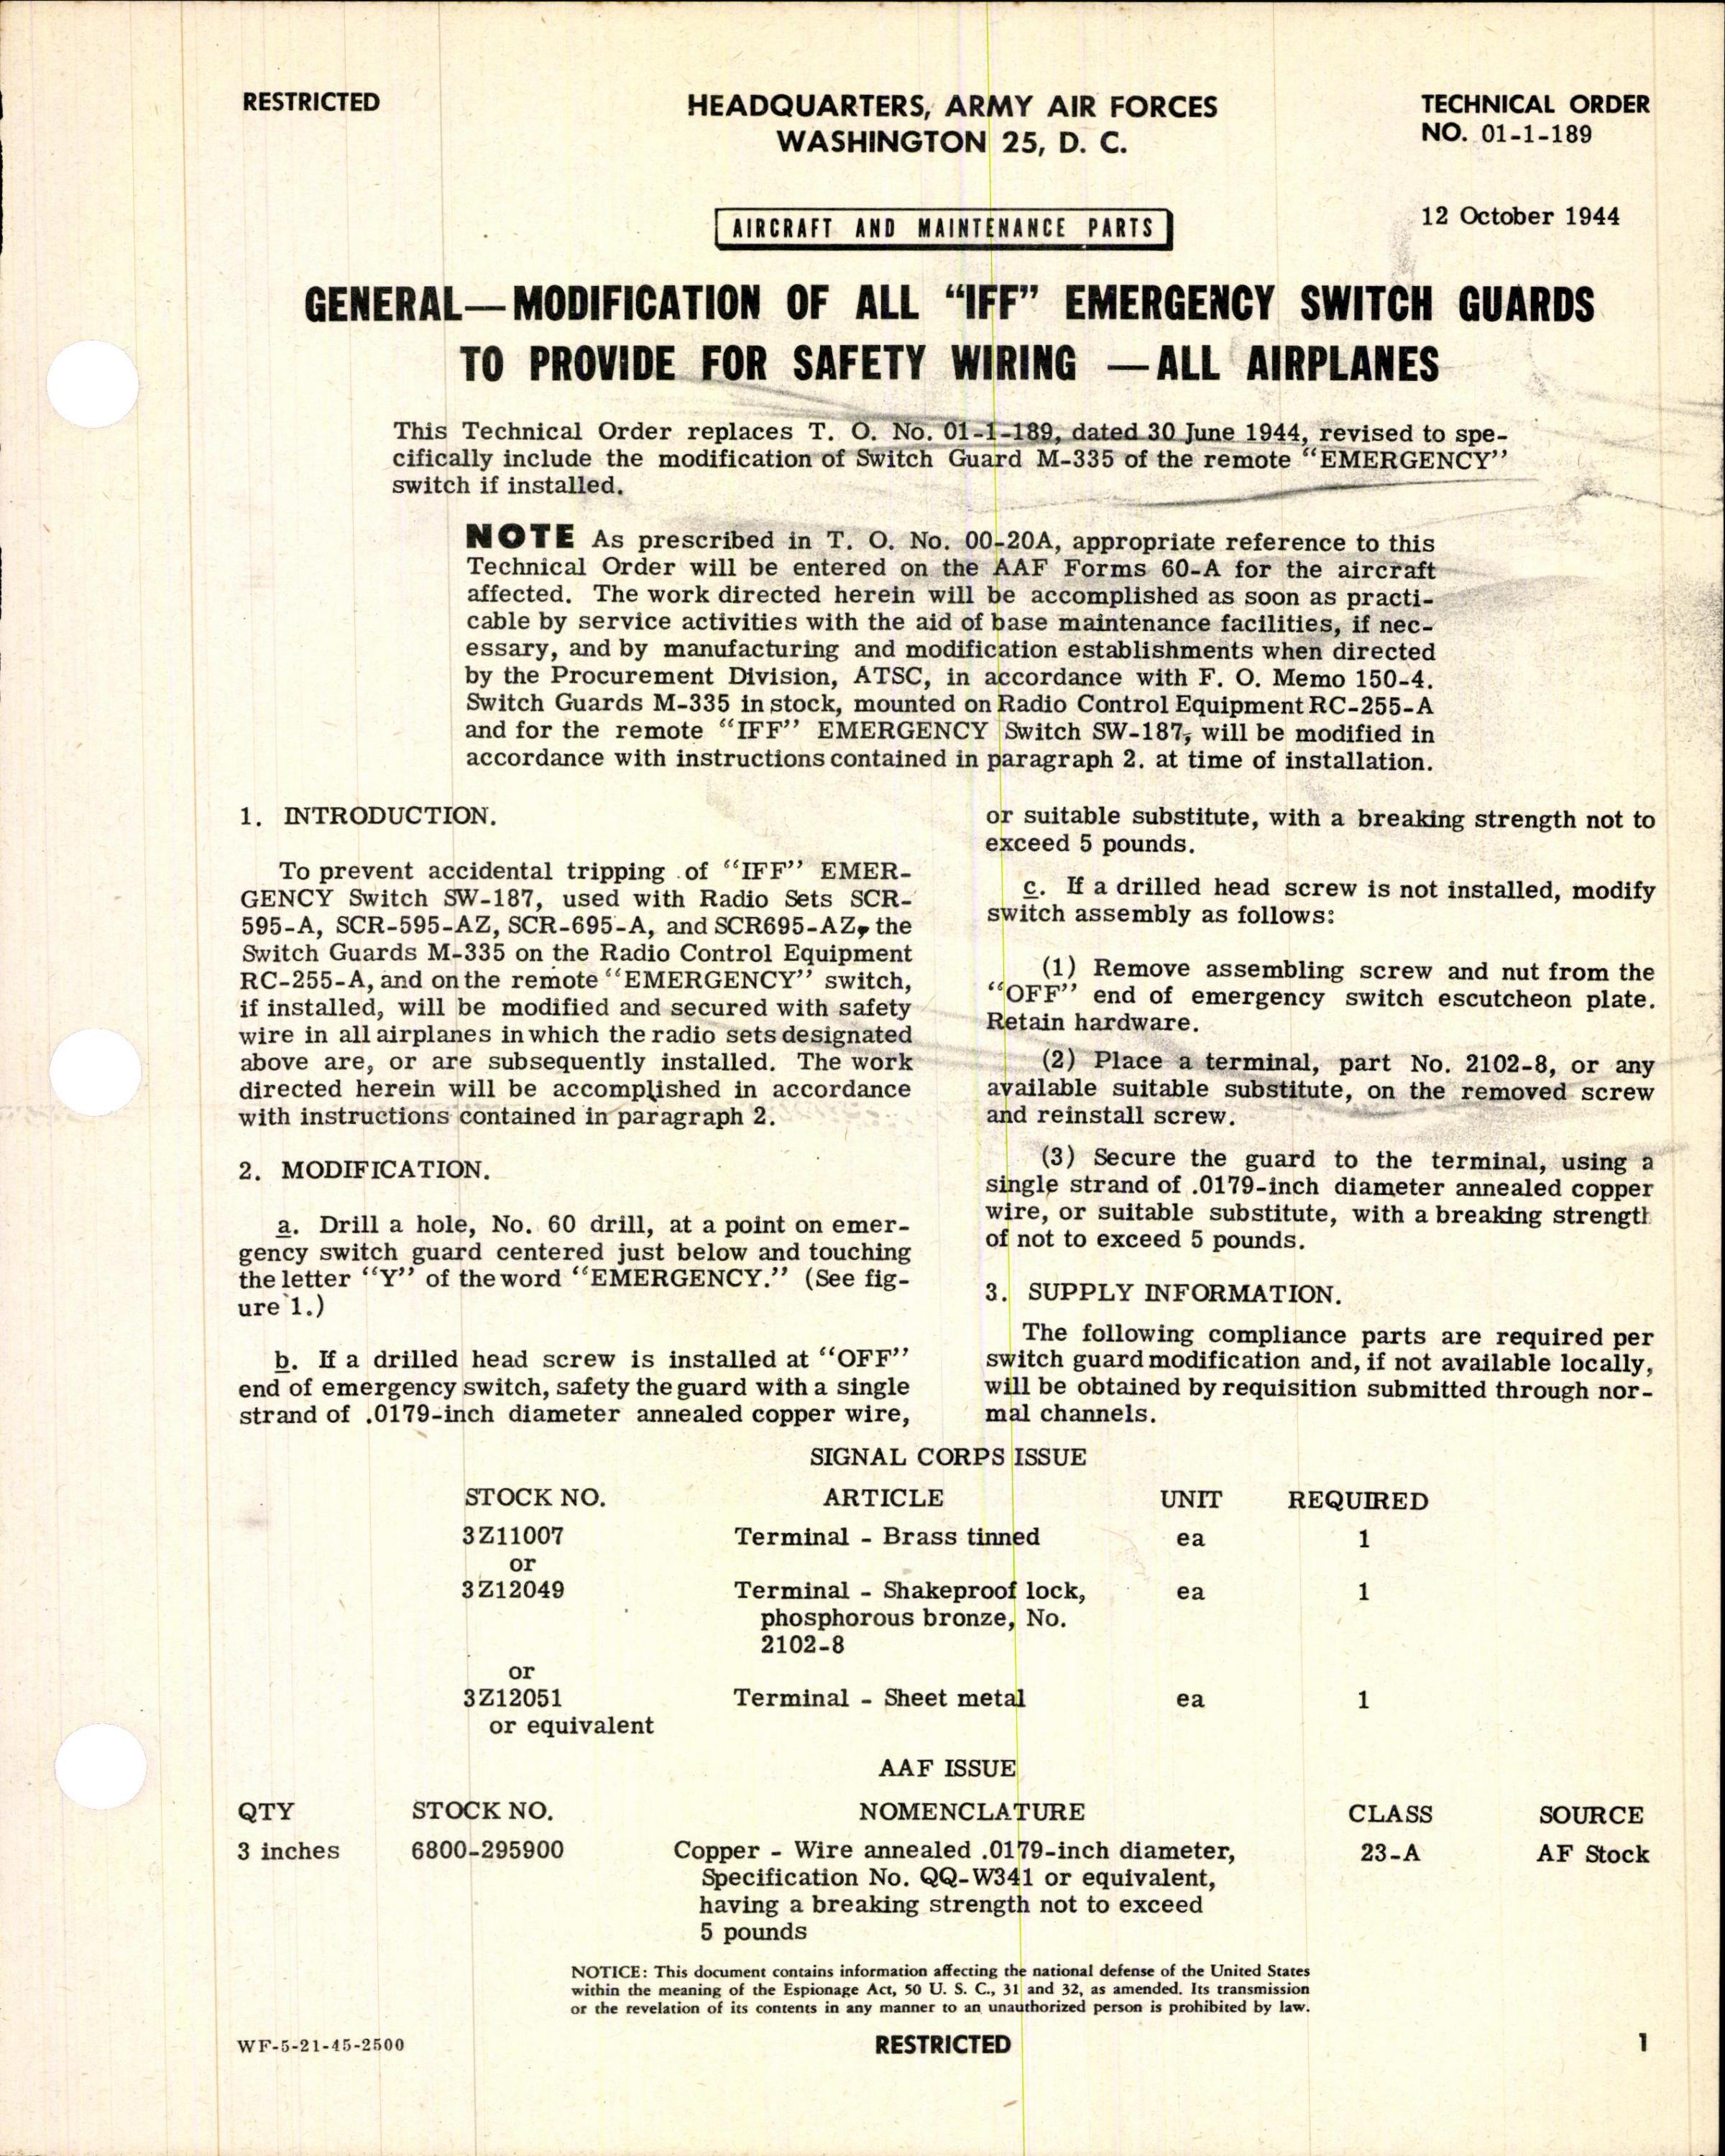 RESTRICTED
HEADQUARTERS, ARMY AIR FORCES
WASHINGTON 25, D. C.
TECHNICAL ORDER
NO. 01-1-189
12 October 1944
AIRCRAFT AND MAINTENANCE PARTS
GENERAL—MODIFICATION OF ALL “IFF” EMERGENCY SWITCH GUARDS
TO PROVIDE FOR SAFETY WIRING —ALL AIRPLANES
This Technical Order replaces T. O. No. 01-1-189, dated 30 June 1944, revised to spe-
cifically include the modification of Switch Guard M-335 of the remote “EMERGENCY”
switch if installed.
NOTE As prescribed in T. O. No. 00-20A, appropriate reference to this
Technical Order will be entered on the AAF Forms 60-A for the aircraft
affected. The work directed herein will be accomplished as soon as practi-
cable by service activities with the aid of base maintenance facilities, if nec-
essary, and by manufacturing and modification establishments when directed
by the Procurement Division, ATSC, in accordance with F. O. Memo 150-4.
Switch Guards M-335 in stock, mounted on Radio Control Equipment RC-255-A
and for the remote “IFF” EMERGENCY Switch SW-187, will be modified in
accordance with instructions contained in paragraph 2. at time of installation.
1. INTRODUCTION.
To prevent accidental tripping of “IFF” EMER-
GENCY Switch SW-187, used with Radio Sets SCR-
595-A, SCR-595-AZ, SCR-695-A, and SCR695-AZ, the
Switch Guards M-335 on the Radio Control Equipment
RC-255-A, and on the remote “EMERGENCY” switch,
if installed, will be modified and secured with safety
wire in all airplanes in which the radio sets designated
above are, or are subsequently installed. The work
directed herein will be accomplished in accordance
with instructions contained in paragraph 2.
2. MODIFICATION.
a. Drill a hole, No. 60 drill, at a point on emer-
gency switch guard centered just below and touching
the letter “Y” of the word “EMERGENCY.” (See fig-
ure 1.)
b. If a drilled head screw is installed at “OFF”
end of emergency switch, safety the guard with a single
strand of .0179-inch diameter annealed copper wire,
or suitable substitute, with a breaking strength not to
exceed 5 pounds.
c. If a drilled head screw is not installed, modify
switch assembly as follows:
(1) Remove assembling screw and nut from the
“OFF” end of emergency switch escutcheon plate.
Retain hardware.
(2) Place a terminal, part No. 2102-8, or any
available suitable substitute, on the removed screw
and reinstall screw.
(3) Secure the guard to the terminal, using a
single strand of .0179-inch diameter annealed copper
wire, or suitable substitute, with a breaking strength
of not to exceed 5 pounds.
3. SUPPLY INFORMATION.
The following compliance parts are required per
switch guard modification and, if not available locally,
will be obtained by requisition submitted through nor-
mal channels.
SIGNAL CORPS ISSUE
STOCK NO. ARTICLE UNIT REQUIRED
3Z11007 Terminal - Brass tinned ea 1
or
3Z12049 Terminal - Shakeproof lock, ea 1
phosphorous bronze, No.
2102-8
or
3Z12051 Terminal - Sheet metal ea 1
or equivalent
AAF ISSUE
QTY STOCK NO. NOMENCLATURE CLASS SOURCE
3 inches 6800-295900 Copper - Wire annealed .0179-inch diameter, 23-A AF Stock
Specification No. QQ-W341 or equivalent,
having a breaking strength not to exceed
5 pounds
NOTICE: This document contains information affecting the national defense of the United States
within the meaning of the Espionage Act, 50 U. S. C., 31 and 32, as amended. Its transmission
or the revelation of its contents in any manner to an unauthorized person is prohibited by law.
WF-5-21-45-2500
RESTRICTED
1